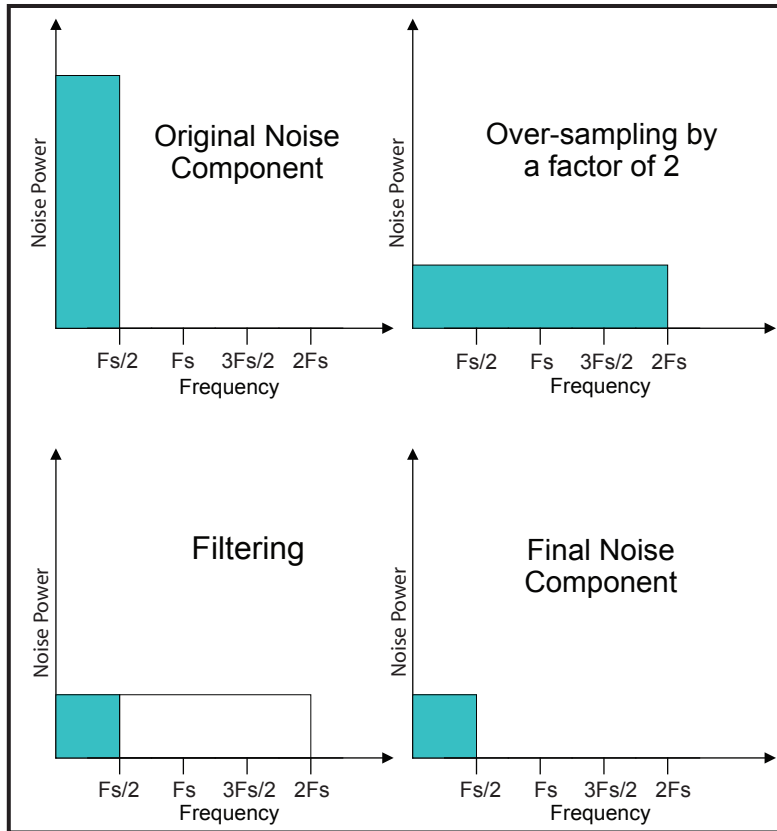 Noise Power
Original Noise
Component
Fs/2 Fs 3Fs/2 2Fs
Frequency
Noise Power
Over-sampling by
a factor of 2
Fs/2 Fs 3Fs/2 2Fs
Frequency
Noise Power
Filtering
Fs/2 Fs 3Fs/2 2Fs
Frequency
Noise Power
Final Noise
Component
Fs/2 Fs 3Fs/2 2Fs
Frequency